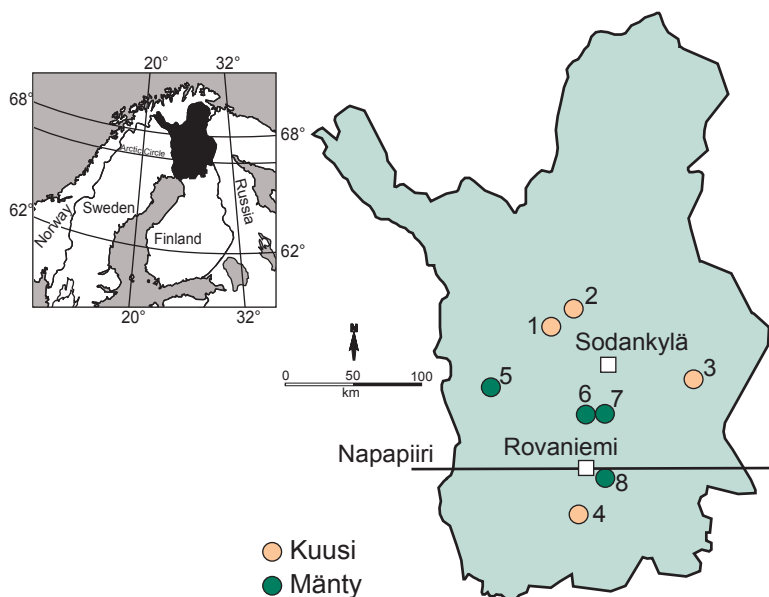 20° 32°
68°
68°
Arctic Circle
Norway
Sweden
Russia
62°
Finland
62°
20° 32°
2
1
N
Sodankylä
3
5
0 50 100
km
6 7
Napapiiri
Rovaniemi
8
4
Kuusi
Mänty